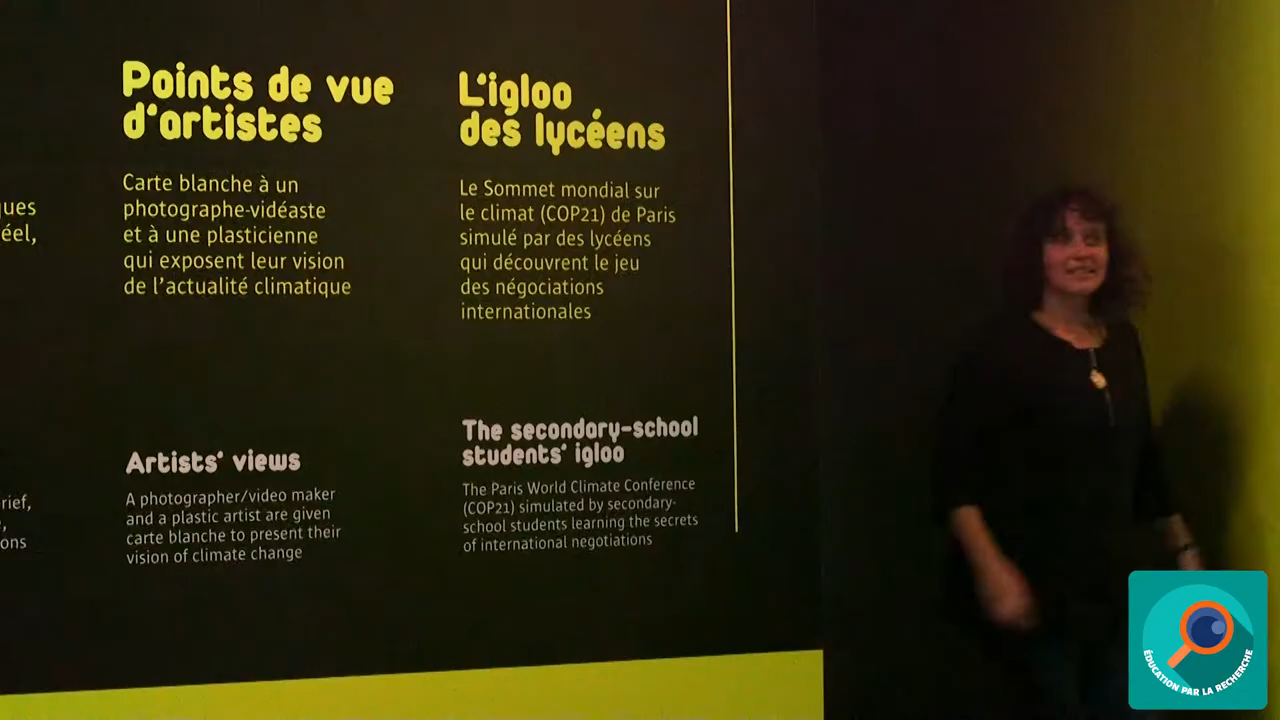 ques
éel,
Points de vue
d'artistes
Carte blanche à un
photographe-vidéaste
et à une plasticienne
qui exposent leur vision
de l'actualité climatique
L'igloo
des lycéens
Le Sommet mondial sur
le climat (COP21) de Paris
simulé par des lycéens
qui découvrent le jeu
des négociations
internationales
rief,
ons
Artists' views
A photographer/video maker
and a plastic artist are given
carte blanche to present their
vision of climate change
The secondary-school
students' igloo
The Paris World Climate Conference
(COP21) simulated by secondary-
school students learning the secrets
of international negotiations
ÉDUCATION PAR LA RECHERCHE